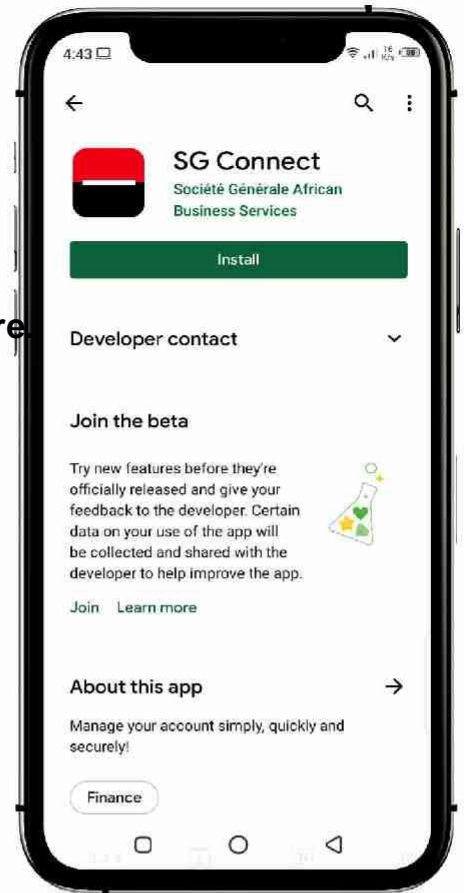 4:43
16
K/s
98
SG Connect
Société Générale African
Business Services
Install
re.
Developer contact
Join the beta
Try new features before they're
officially released and give your
feedback to the developer. Certain
data on your use of the app will
be collected and shared with the
developer to help improve the app.
Join Learn more
About this app
Manage your account simply, quickly and
securely!
Finance